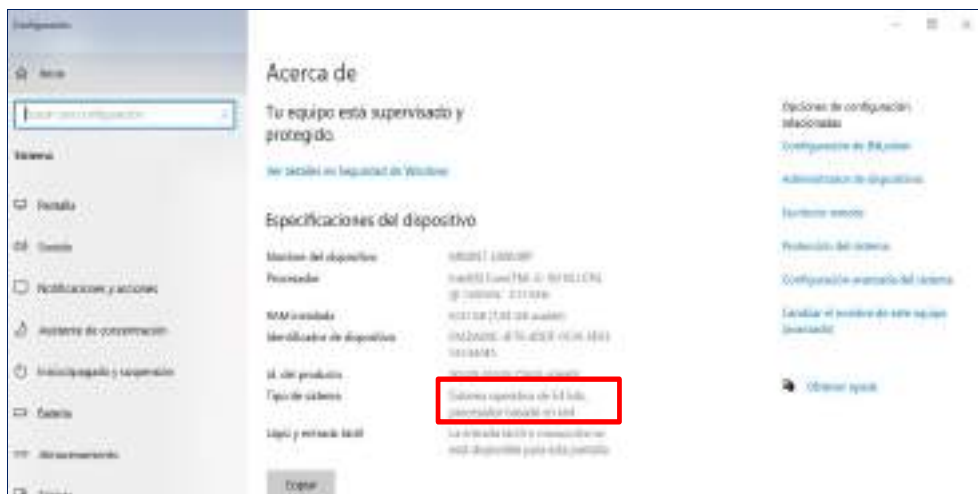 Configuración
Inicio
Sistema
Pantalla
Sonido
Notificaciones y acciones
Asistente de concentración
Inicio/apagado y suspensión
Batería
Almacenamiento
Acerca de
Tu equipo está supervisado y
protegido.
Ver detalles en Seguridad de Windows
Especificaciones del dispositivo
Nombre del dispositivo
Procesador
RAM instalada
Identificador de dispositivo
Id. del producto
Tipo de sistema
Sistema operativo de 64 bits,
procesador basado en x64
Lápiz y entrada táctil
La entrada táctil o manuscrita no
está disponible para esta pantalla
Copiar
Opciones de configuración
relacionadas
Configuración de BitLocker
Administrador de dispositivos
Escritorio remoto
Protección del sistema
Configuración avanzada del sistema
Cambiar el nombre de este equipo
(avanzado)
Obtener ayuda